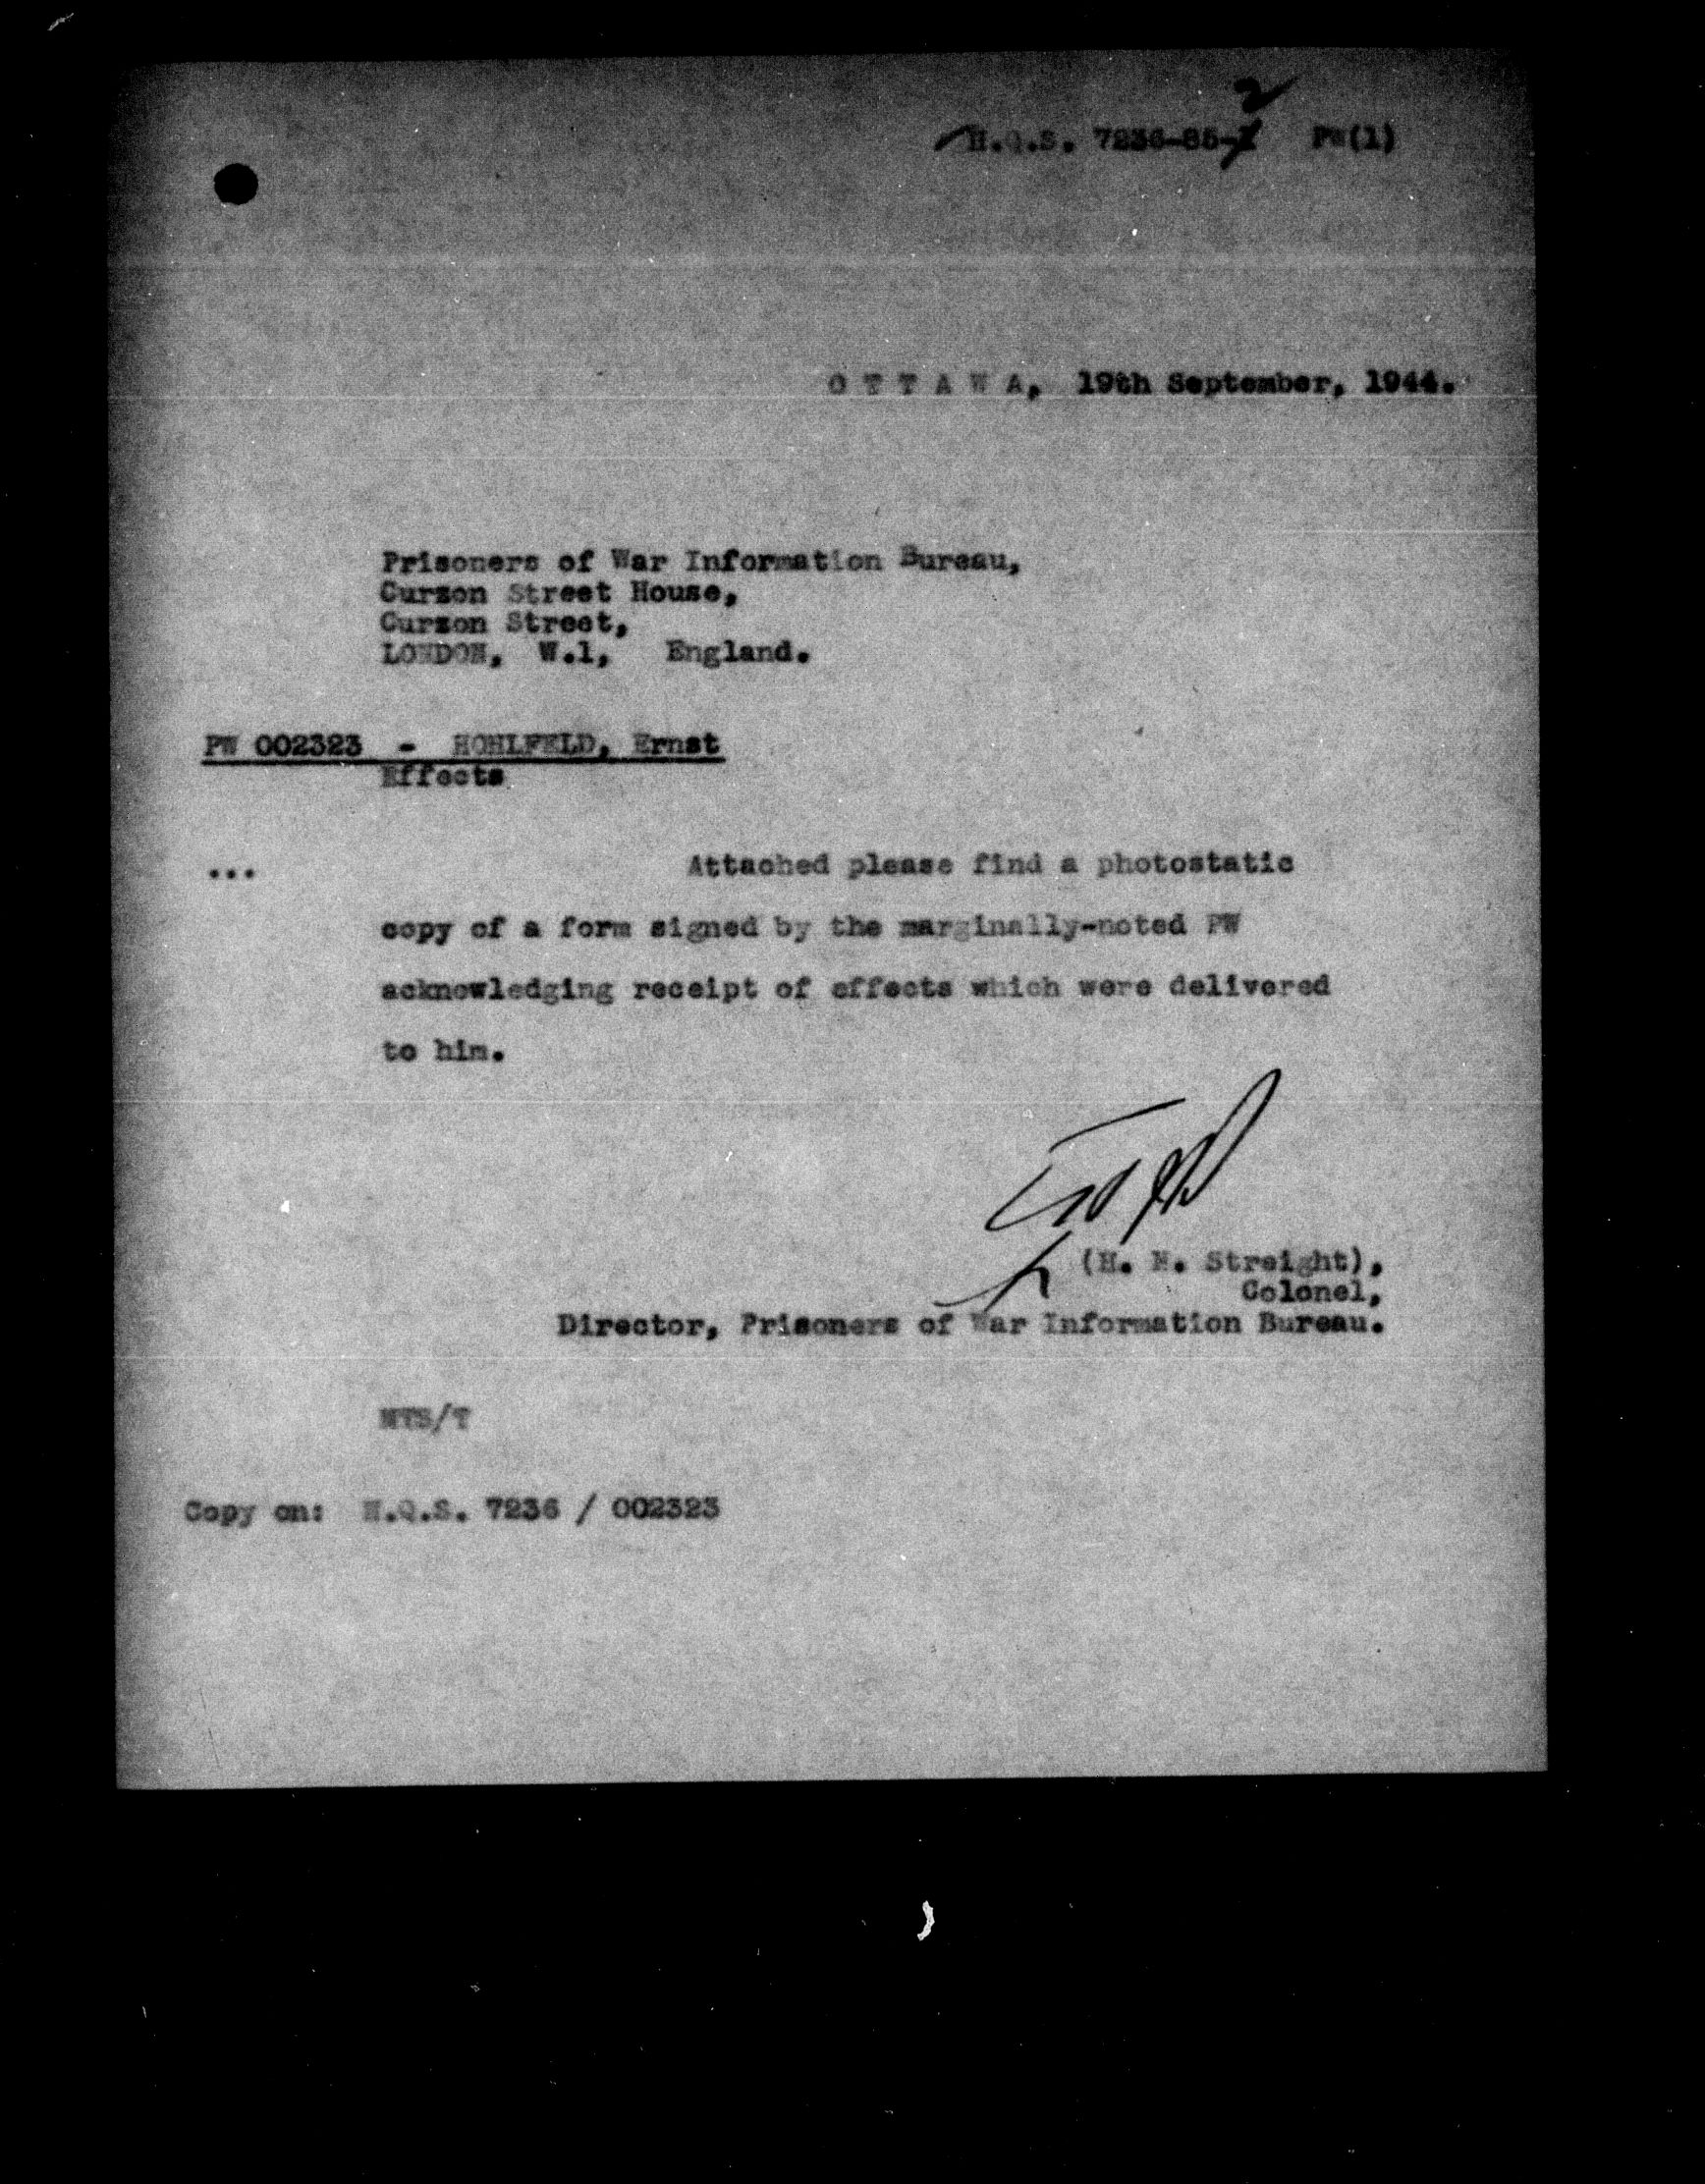 2
H.Q.S. 7236-85- PW(1)
O T T A W A, 19th September, 1944.
Prisoners of War Information Bureau,
Curzon Street House,
Curzon Street,
LONDON, W.1, England.
PW 002323 - HOHLFELD, Ernst
Effects
... Attached please find a photostatic
copy of a form signed by the marginally-noted PW
acknowledging receipt of effects which were delivered
to him.
(H. N. Streight),
Colonel,
Director, Prisoners of War Information Bureau.
MTS/T
Copy on: H.Q.S. 7236 / 002323